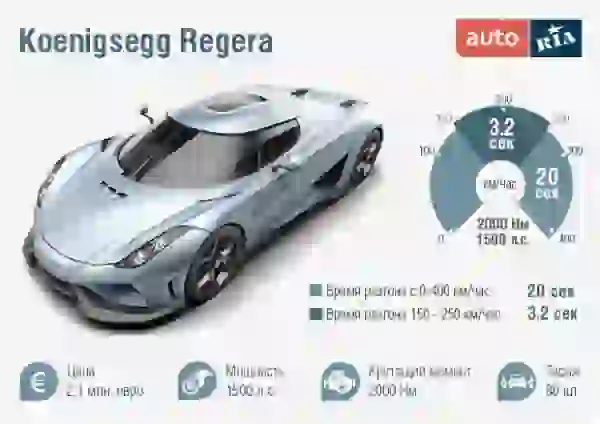 Koenigsegg Regera
auto RIA
200
3.2
сек
100
300
20
сек
км/час
2000 Нм
1500 л.с.
0
400
Время разгона с 0-400 км/час 20 сек
Время разгона 150 - 250 км/час 3,2 сек
Цена
2.1 млн. евро
Мощность
1500 л.с.
Крутящий момент
2000 Нм
Тираж
80 шт.